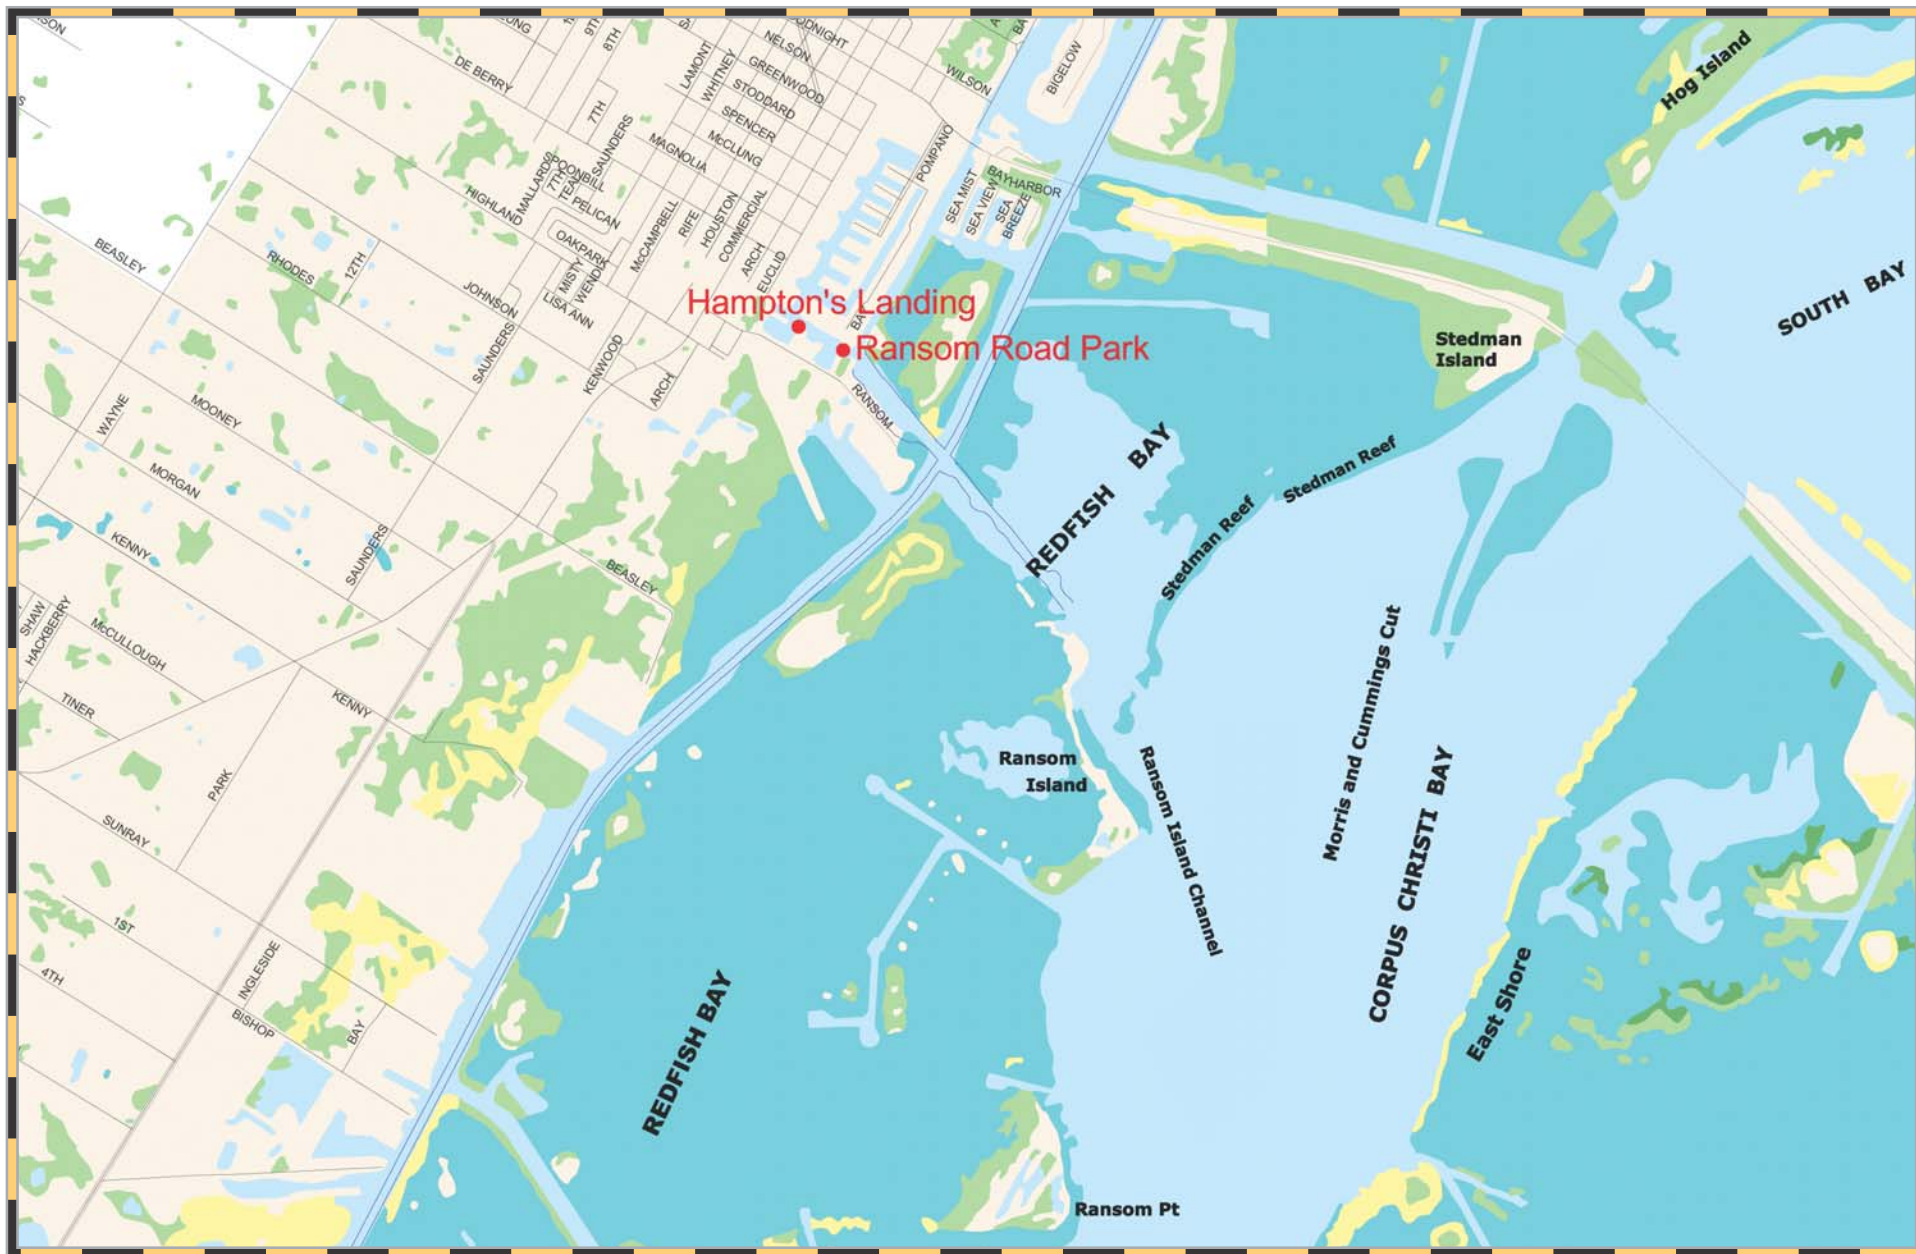 DE BERRY
9TH
8TH
LAMONT
WHITNEY
NELSON
GREENWOOD
STODDARD
SPENCER
McCLUNG
MAGNOLIA
WILSON
BIGELOW
7TH
SAUNDERS
MALLARDS
7TH
TEAL
PELICAN
HIGHLAND
OAKPARK
MISTY
WENDI
LISA ANN
McCAMPBELL
RIFE
HOUSTON
COMMERCIAL
ARCH
EUCLID
POMPANO
SEA MIST
SEA VIEW
SEA
BREEZE
BAYHARBOR
Hog Island
SOUTH BAY
BEASLEY
RHODES
12TH
JOHNSON
SAUNDERS
KENWOOD
ARCH
Hampton's Landing
Ransom Road Park
RANSOM
Stedman
Island
REDFISH BAY
Stedman Reef
Stedman Reef
WAYNE
MOONEY
MORGAN
KENNY
SAUNDERS
BEASLEY
SHAW
HACKBERRY
McCULLOUGH
TINER
KENNY
PARK
SUNRAY
1ST
4TH
INGLESIDE
BISHOP
BAY
Ransom
Island
Ransom Island Channel
Morris and Cummings Cut
CORPUS CHRISTI BAY
East Shore
REDFISH BAY
Ransom Pt